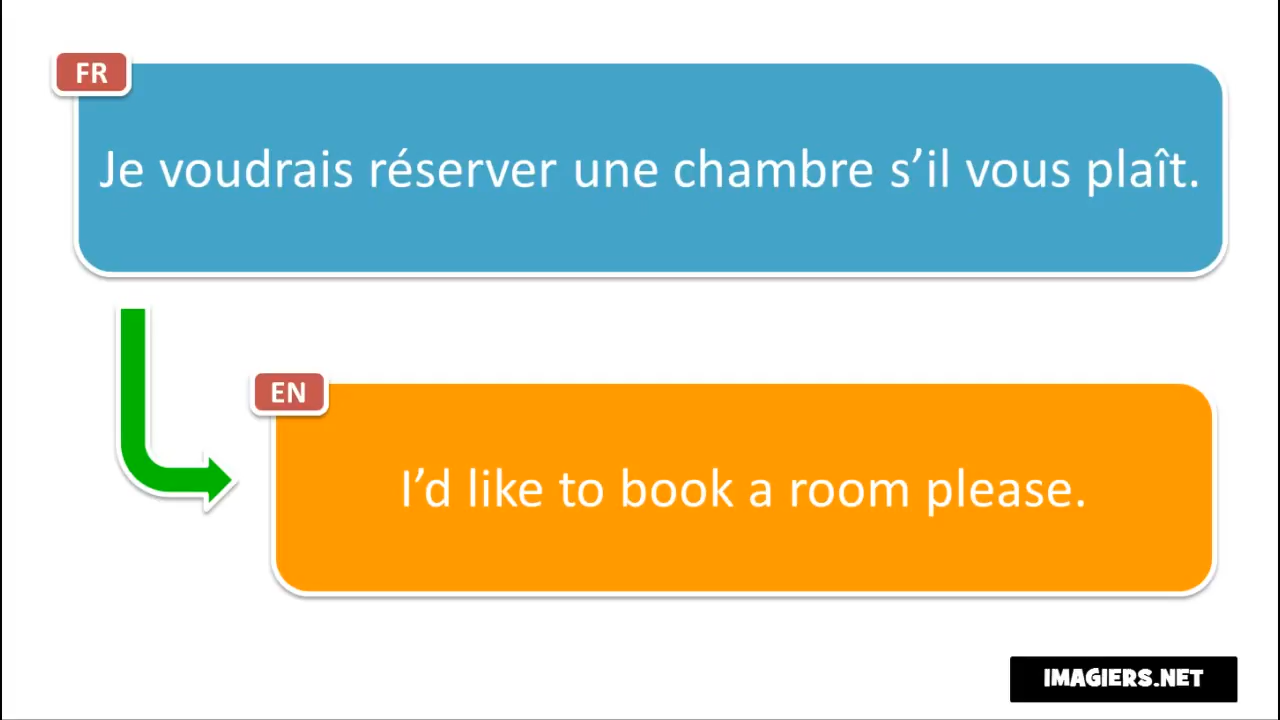 FR
Je voudrais réserver une chambre s’il vous plaît.
EN
I’d like to book a room please.
IMAGIERS.NET